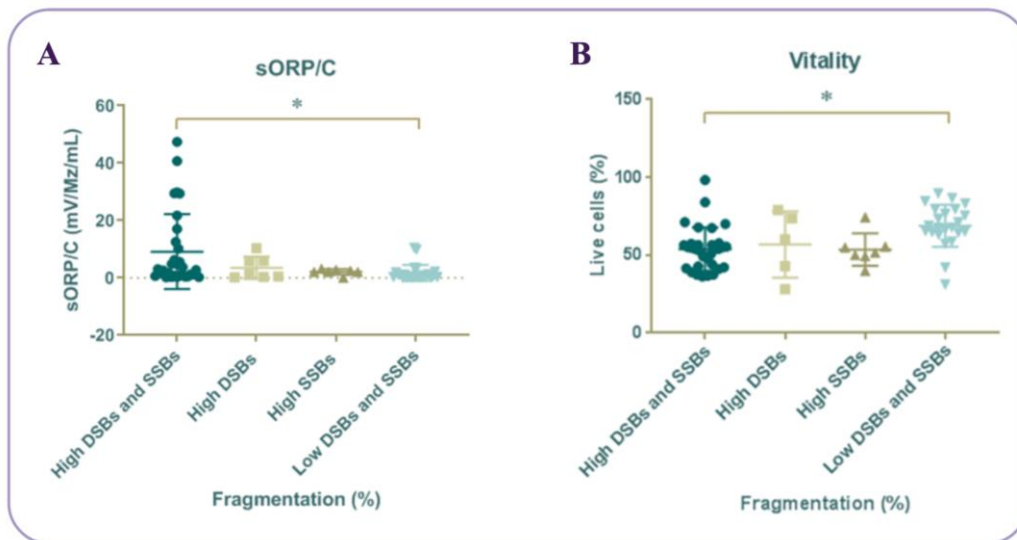 A
sORP/C
*
sORP/C (mV/Mz/mL)
60
40
20
0
-20
High DSBs and SSBs
High DSBs
High SSBs
Low DSBs and SSBs
Fragmentation (%)
B
Vitality
*
Live cells (%)
150
100
50
0
High DSBs and SSBs
High DSBs
High SSBs
Low DSBs and SSBs
Fragmentation (%)